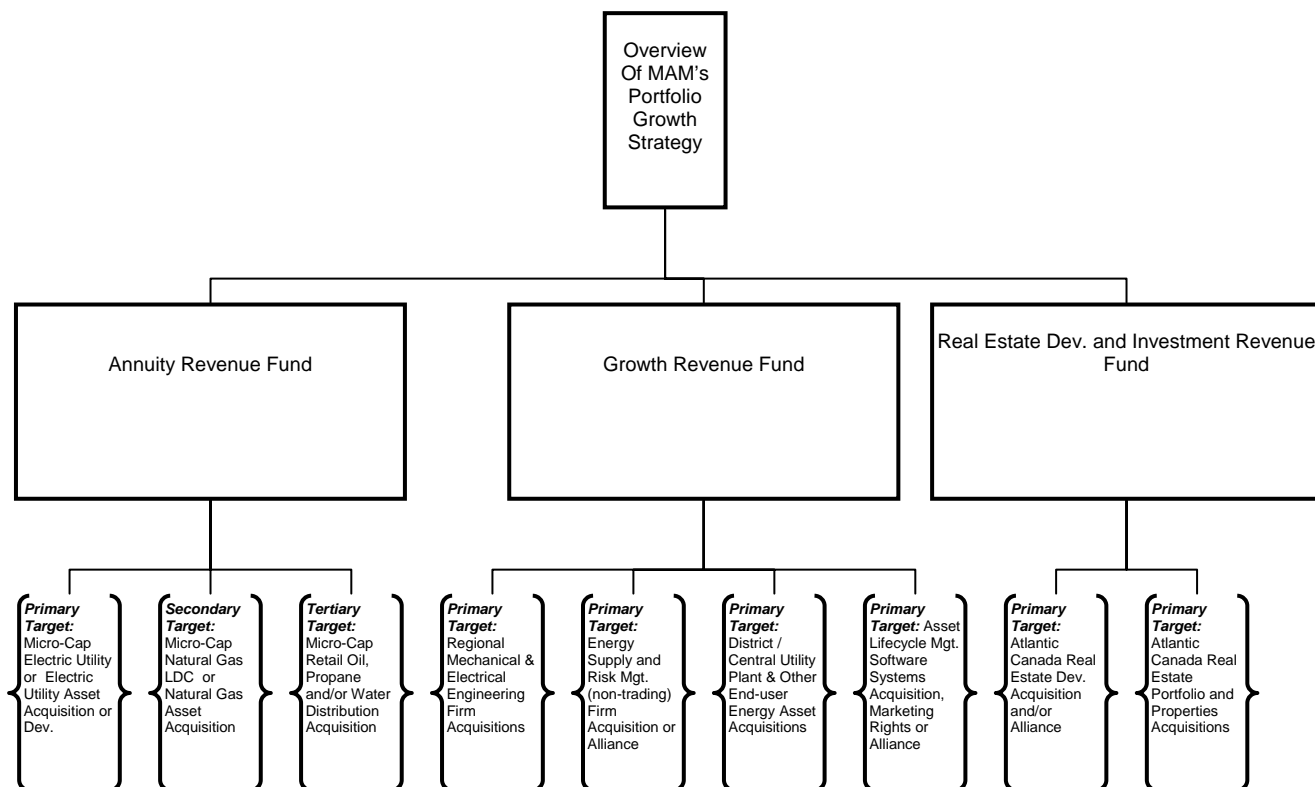 Overview
Of MAM's
Portfolio
Growth
Strategy
Annuity Revenue Fund
Growth Revenue Fund
Real Estate Dev. and Investment Revenue
Fund
Primary
Target:
Micro-Cap
Electric Utility
or Electric
Utility Asset
Acquisition or
Dev.
Secondary
Target:
Micro-Cap
Natural Gas
LDC or
Natural Gas
Asset
Acquisition
Tertiary
Target:
Micro-Cap
Retail Oil,
Propane
and/or Water
Distribution
Acquisition
Primary
Target:
Regional
Mechanical &
Electrical
Engineering
Firm
Acquisitions
Primary
Target:
Energy
Supply and
Risk Mgt.
(non-trading)
Firm
Acquisition or
Alliance
Primary
Target:
District /
Central Utility
Plant & Other
End-user
Energy Asset
Acquisitions
Primary
Target: Asset
Lifecycle Mgt.
Software
Systems
Acquisition,
Marketing
Rights or
Alliance
Primary
Target:
Atlantic
Canada Real
Estate Dev.
Acquisition
and/or
Alliance
Primary
Target:
Atlantic
Canada Real
Estate
Portfolio and
Properties
Acquisitions